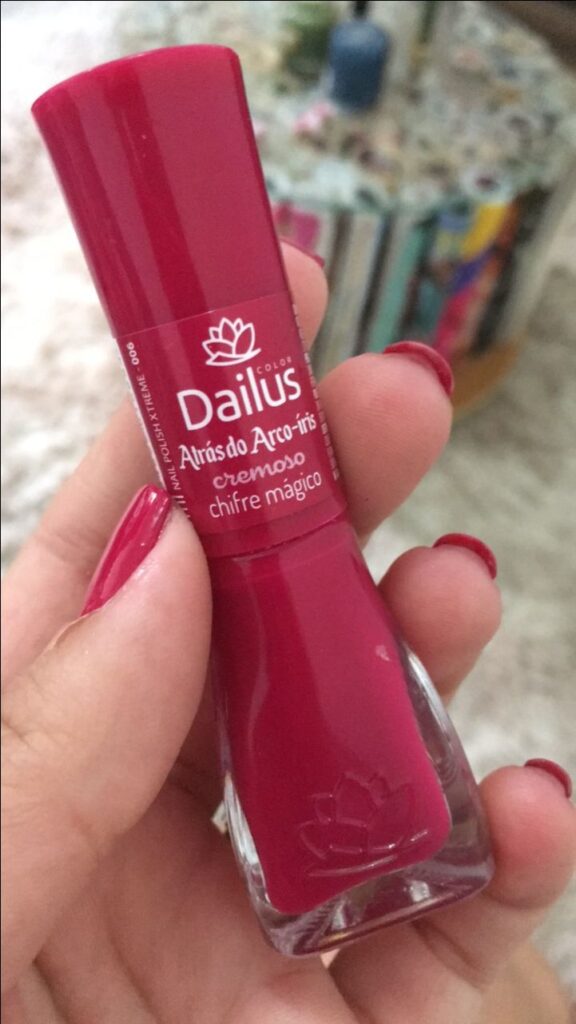 COLOR
Dailus
Atrás do Arco-íris
cremoso
chifre mágico
NAIL POLISH XTREME - 006